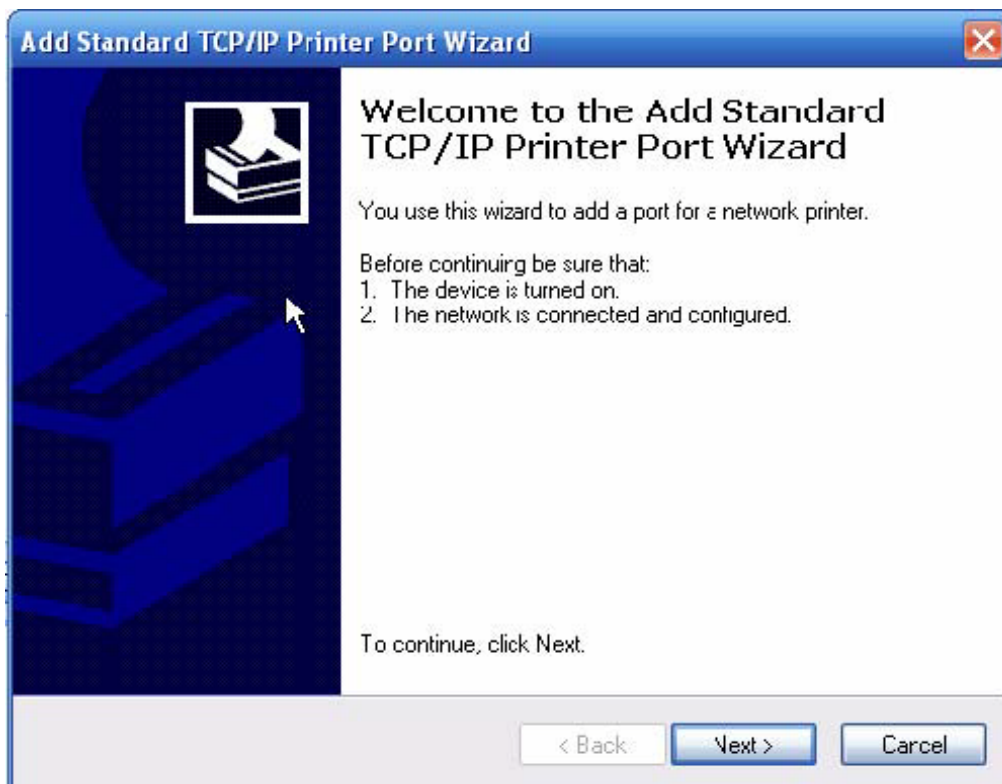 Add Standard TCP/IP Printer Port Wizard
Welcome to the Add Standard
TCP/IP Printer Port Wizard
You use this wizard to add a port for a network printer.
Before continuing be sure that:
1. The device is turned on.
2. The network is connected and configured.
To continue, click Next.
< Back
Next >
Cancel